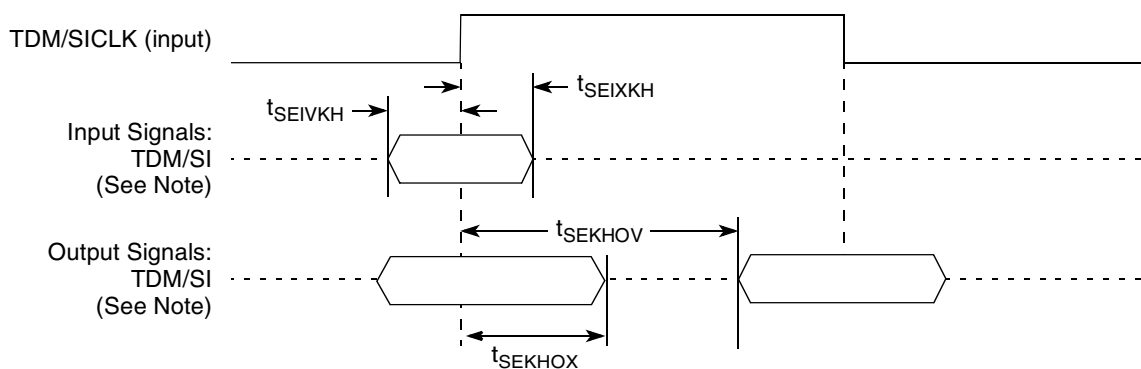 TDM/SICLK (input)
tSEIXKH
tSEIVKH
Input Signals:
TDM/SI
(See Note)
tSEKHOV
Output Signals:
TDM/SI
(See Note)
tSEKHOX